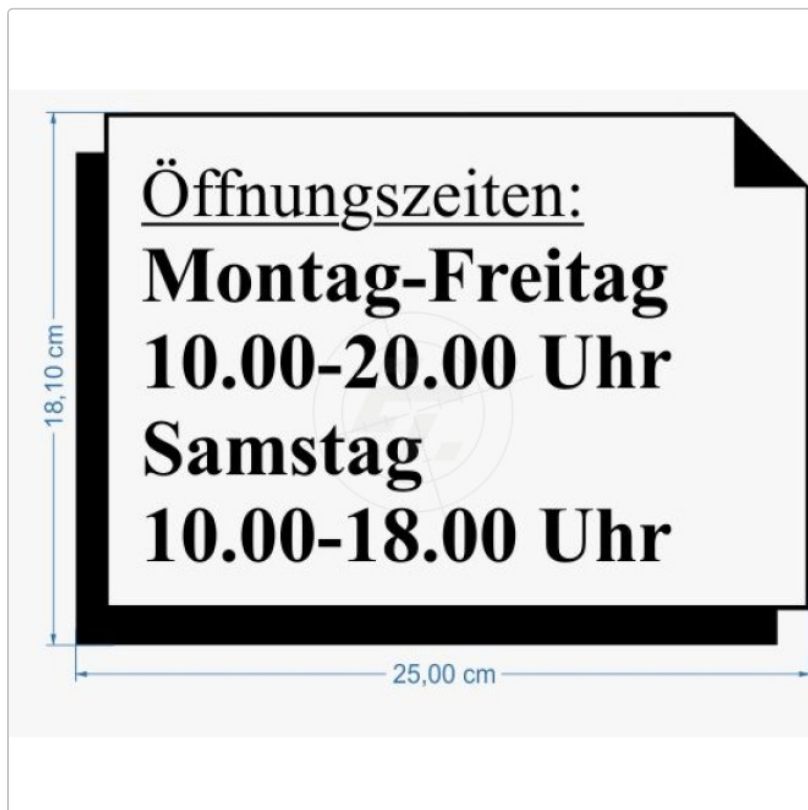 Öffnungszeiten:
Montag-Freitag
10.00-20.00 Uhr
Samstag
10.00-18.00 Uhr
18,10 cm
25,00 cm